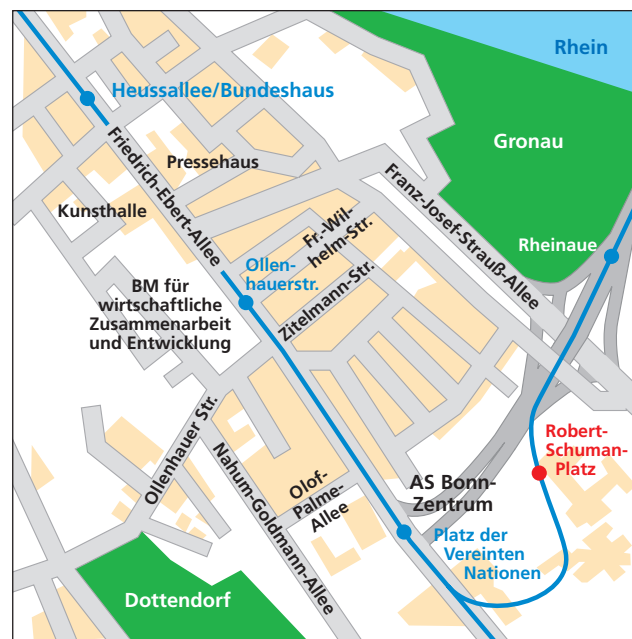 Rhein
Heussallee/Bundeshaus
Gronau
Friedrich-Ebert-Allee
Pressehaus
Franz-Josef-Strauß-Allee
Kunsthalle
Fr.-Wil-
helm-Str.
Rheinaue
Ollen-
hauerstr.
Zitelmann-Str.
BM für
wirtschaftliche
Zusammenarbeit
und Entwicklung
Ollenhauer Str.
Nahum-Goldmann-Allee
Olof-
Palme-
Allee
Robert-
Schuman-
Platz
AS Bonn-
Zentrum
Platz der
Vereinten
Nationen
Dottendorf